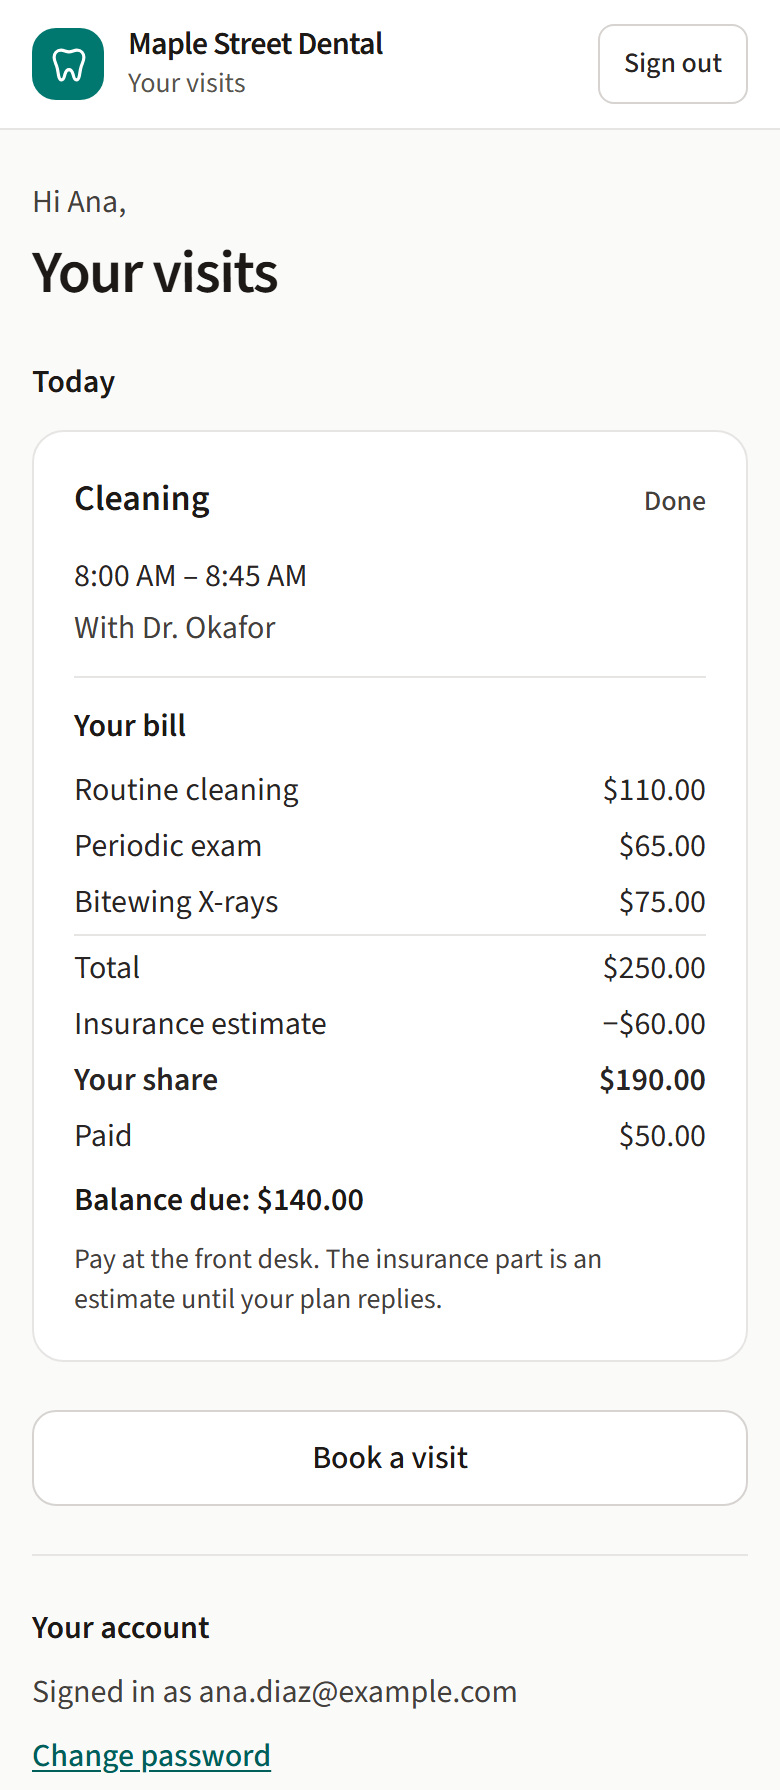 Maple Street Dental
Your visits
Sign out
Hi Ana,
Your visits
Today
Cleaning
Done
8:00 AM – 8:45 AM
With Dr. Okafor
Your bill
Routine cleaning $110.00
Periodic exam $65.00
Bitewing X-rays $75.00
Total $250.00
Insurance estimate −$60.00
Your share $190.00
Paid $50.00
Balance due: $140.00
Pay at the front desk. The insurance part is an
estimate until your plan replies.
Book a visit
Your account
Signed in as ana.diaz@example.com
Change password